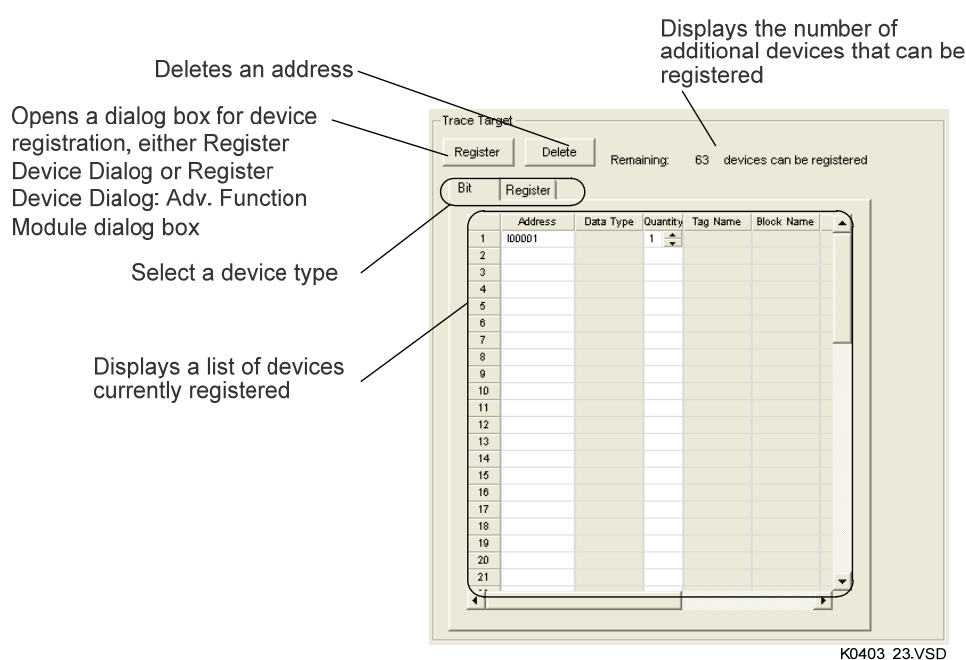 Displays the number of
additional devices that can be
registered
Deletes an address
Opens a dialog box for device
registration, either Register
Device Dialog or Register
Device Dialog: Adv. Function
Module dialog box
Select a device type
Displays a list of devices
currently registered
Trace Target
Register Delete Remaining: 63 devices can be registered
Bit Register
Address Data Type Quantity Tag Name Block Name
1 I00001 1
2
3
4
5
6
7
8
9
10
11
12
13
14
15
16
17
18
19
20
21
K0403_23.VSD